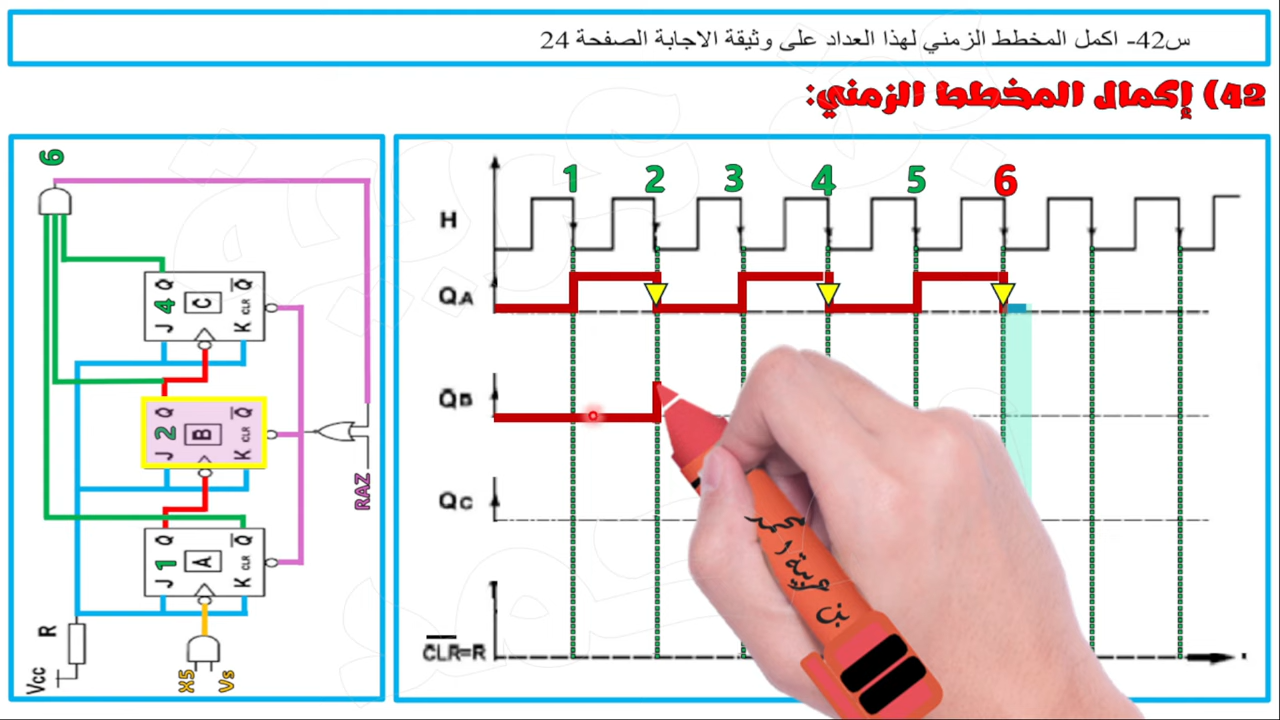 س42- اكمل المخطط الزمني لهذا العداد على وثيقة الاجابة الصفحة 24
42) إكمال المخطط الزمني:
6
Q 4 J C Q̅ CLR K
Q 2 J B Q̅ CLR K
Q 1 J A Q̅ CLR K
RAZ
R
Vcc
X5
Vs
1 2 3 4 5 6
H
QA
QB
QC
C̅L̅R̅=R
t